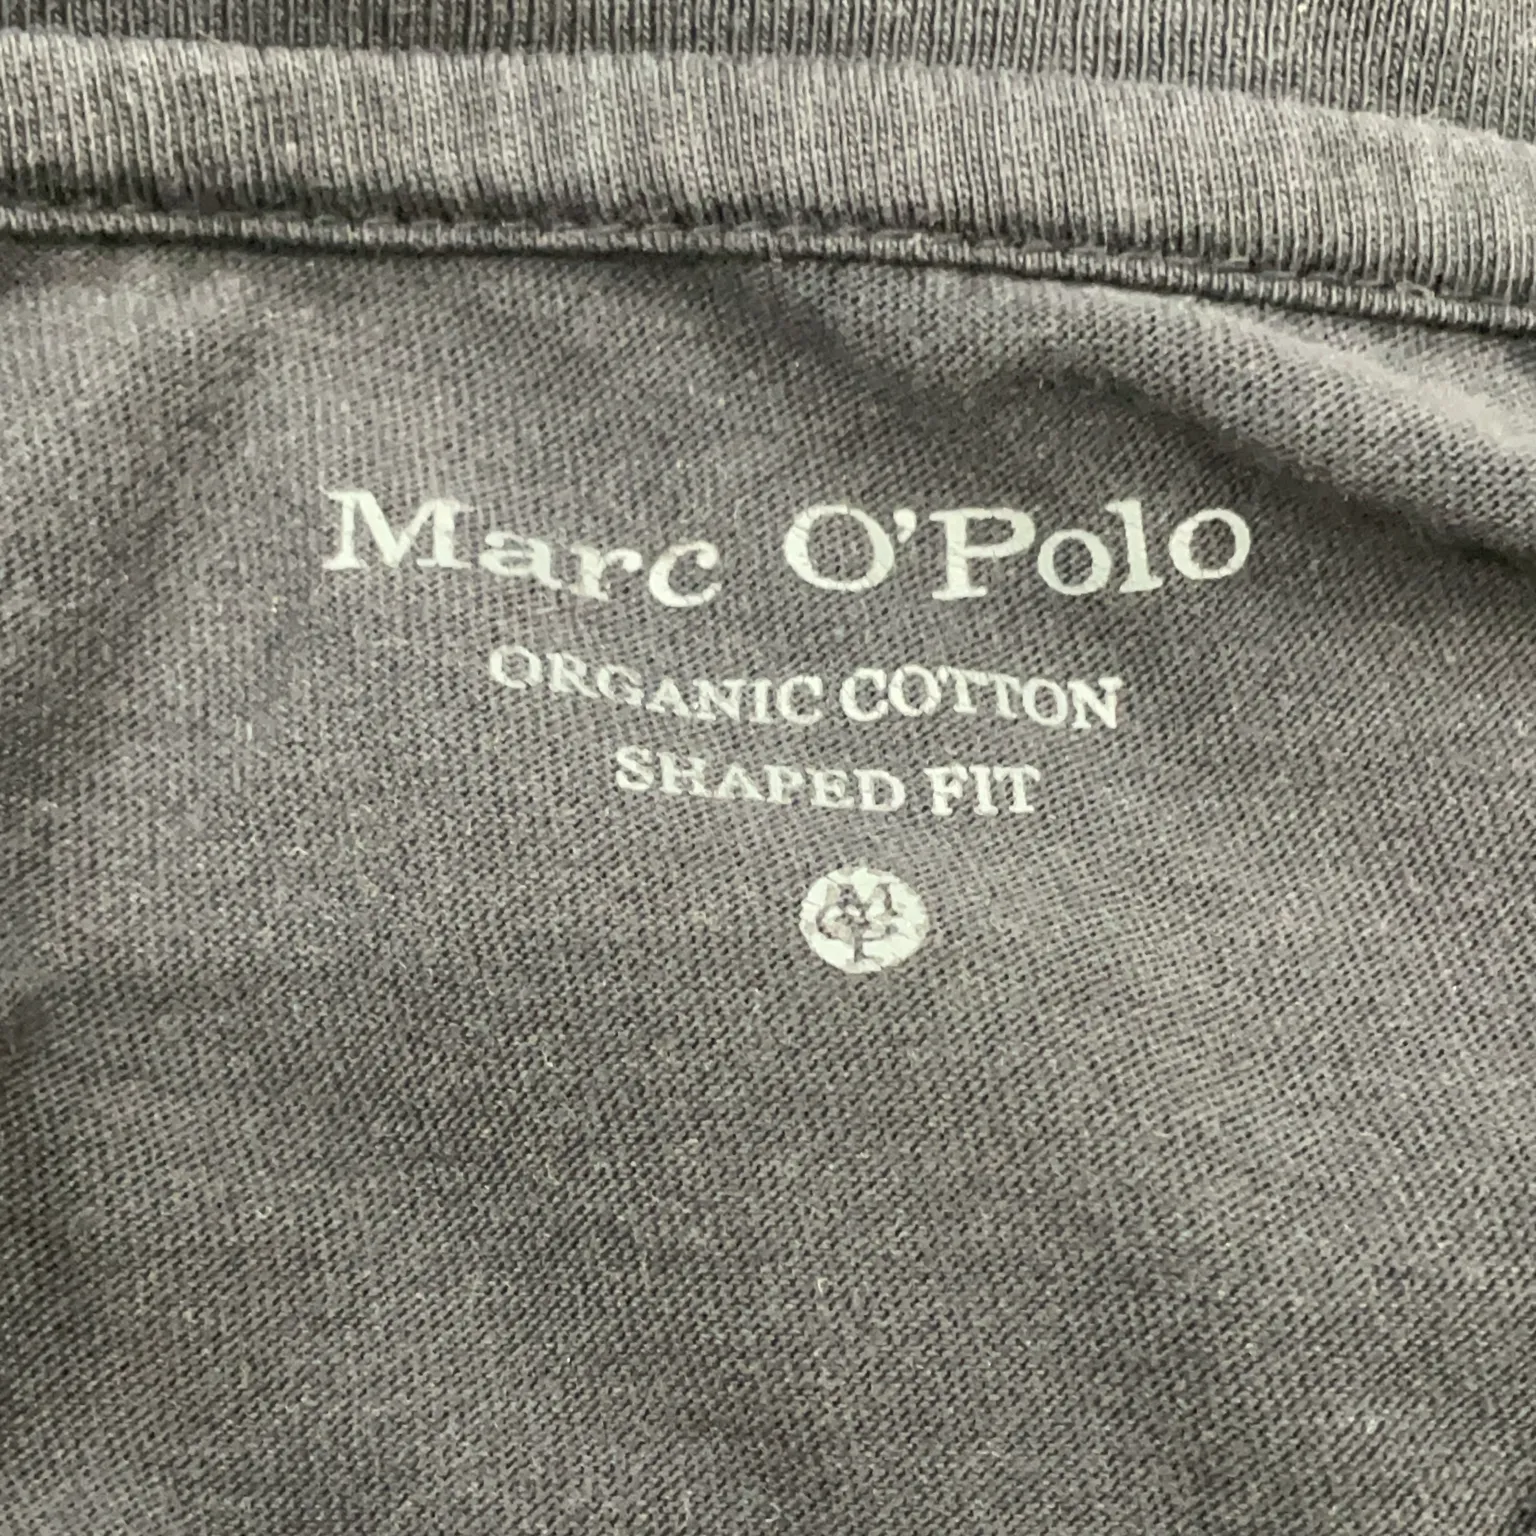 Marc O'Polo
ORGANIC COTTON
SHAPED FIT